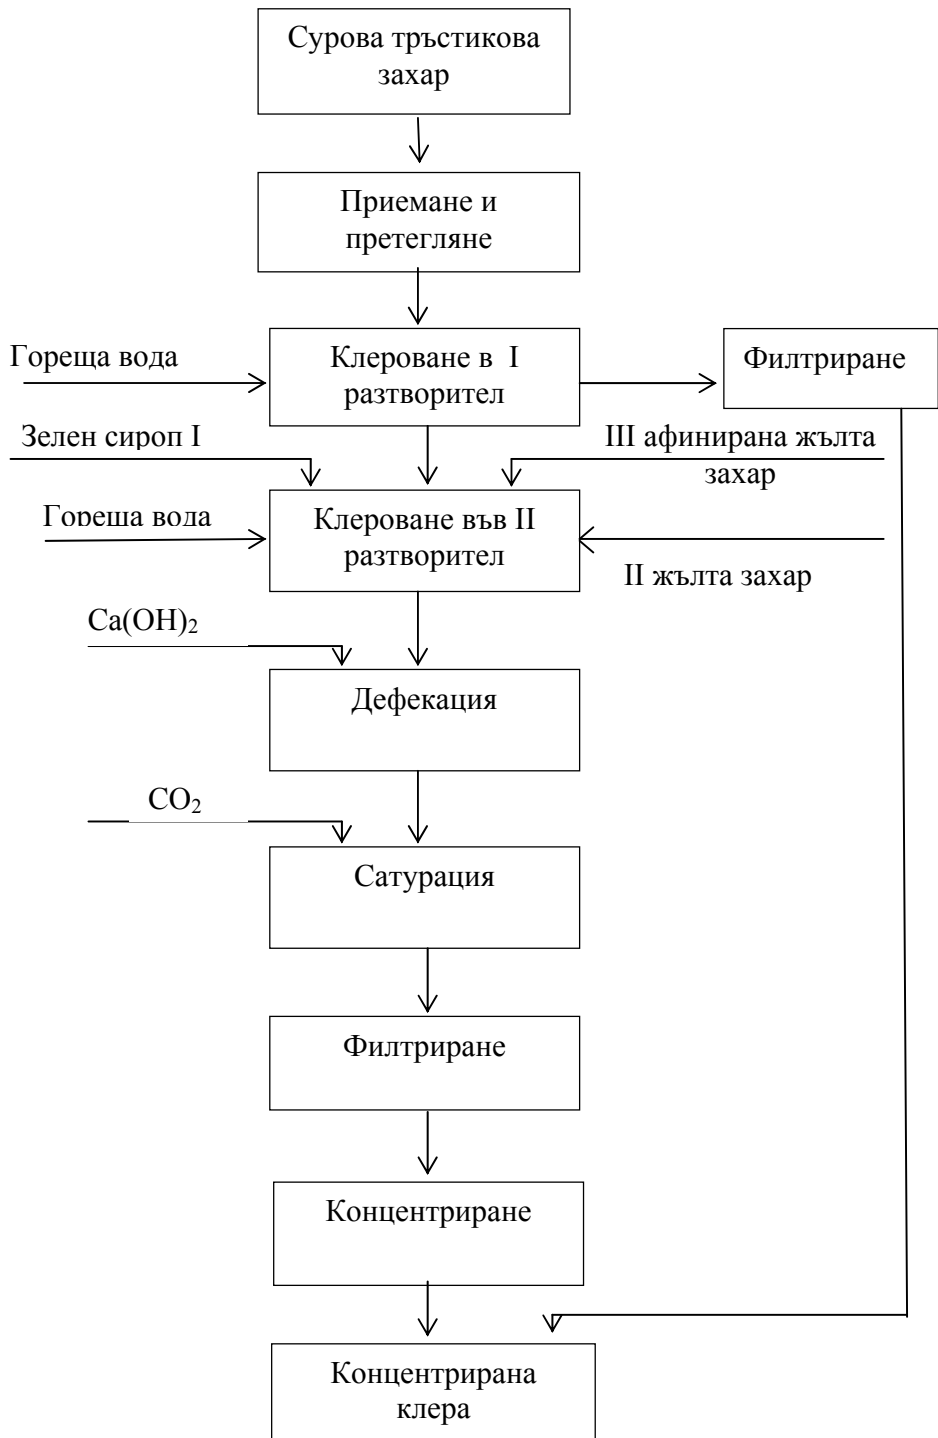 Сурова тръстикова
захар
Приемане и
претегляне
Гореща вода
Клероване в I
разтворител
Филтриране
Зелен сироп I
III афинирана жълта
захар
Гореща вода
Клероване във II
разтворител
II жълта захар
Ca(OH)2
Дефекация
CO2
Сатурация
Филтриране
Концентриране
Концентрирана
клера